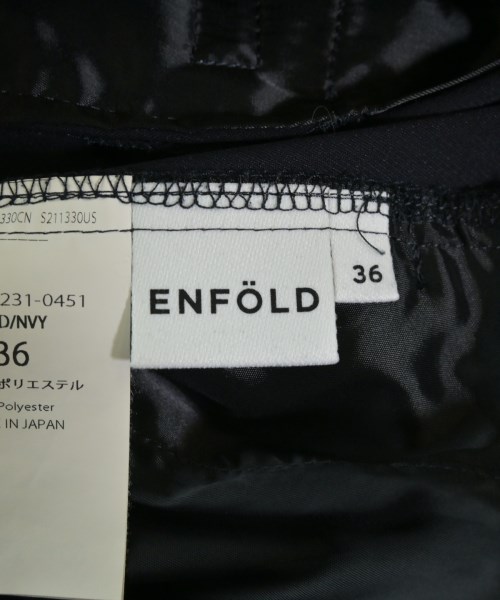 330CN S211330US
231-0451
D/NVY
36
ポリエステル
Polyester
IN JAPAN
ENFÖLD
36